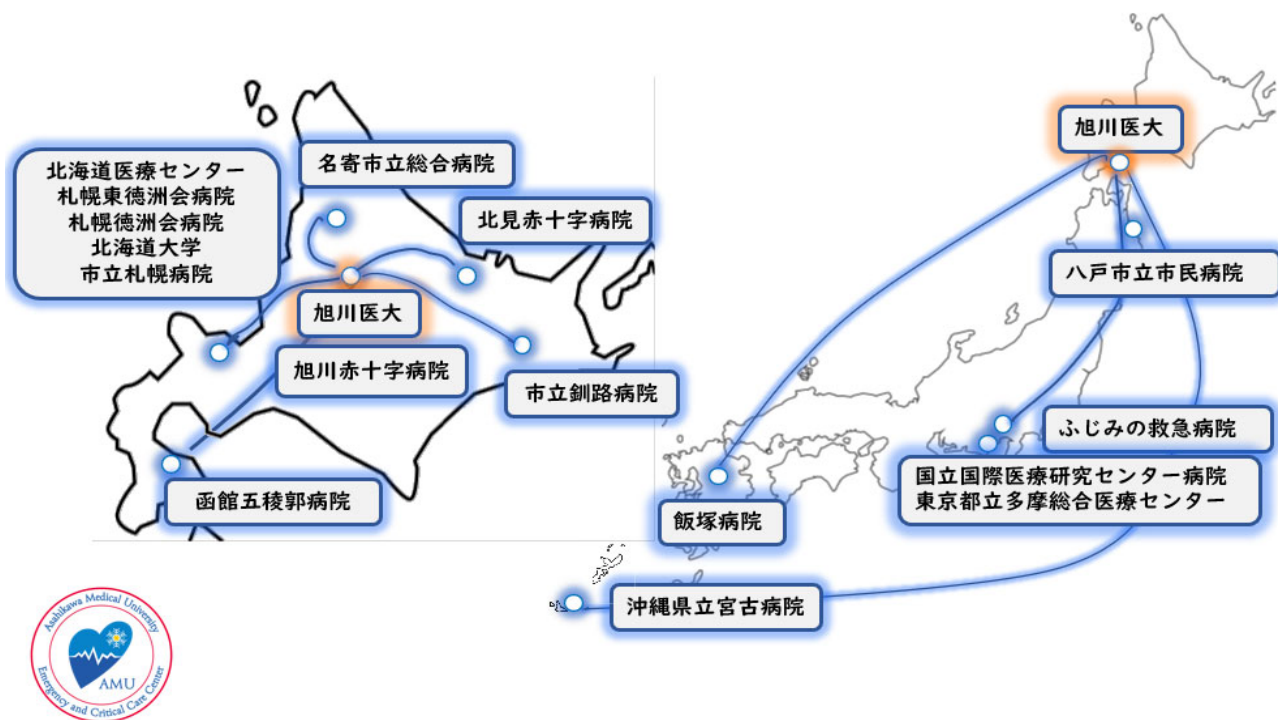 北海道医療センター
札幌東徳洲会病院
札幌徳洲会病院
北海道大学
市立札幌病院
名寄市立総合病院
北見赤十字病院
旭川医大
旭川赤十字病院
市立釧路病院
函館五稜郭病院
旭川医大
八戸市立市民病院
ふじみの救急病院
国立国際医療研究センター病院
東京都立多摩総合医療センター
飯塚病院
沖縄県立宮古病院
Asahikawa Medical University
AMU
Emergency and Critical Care Center